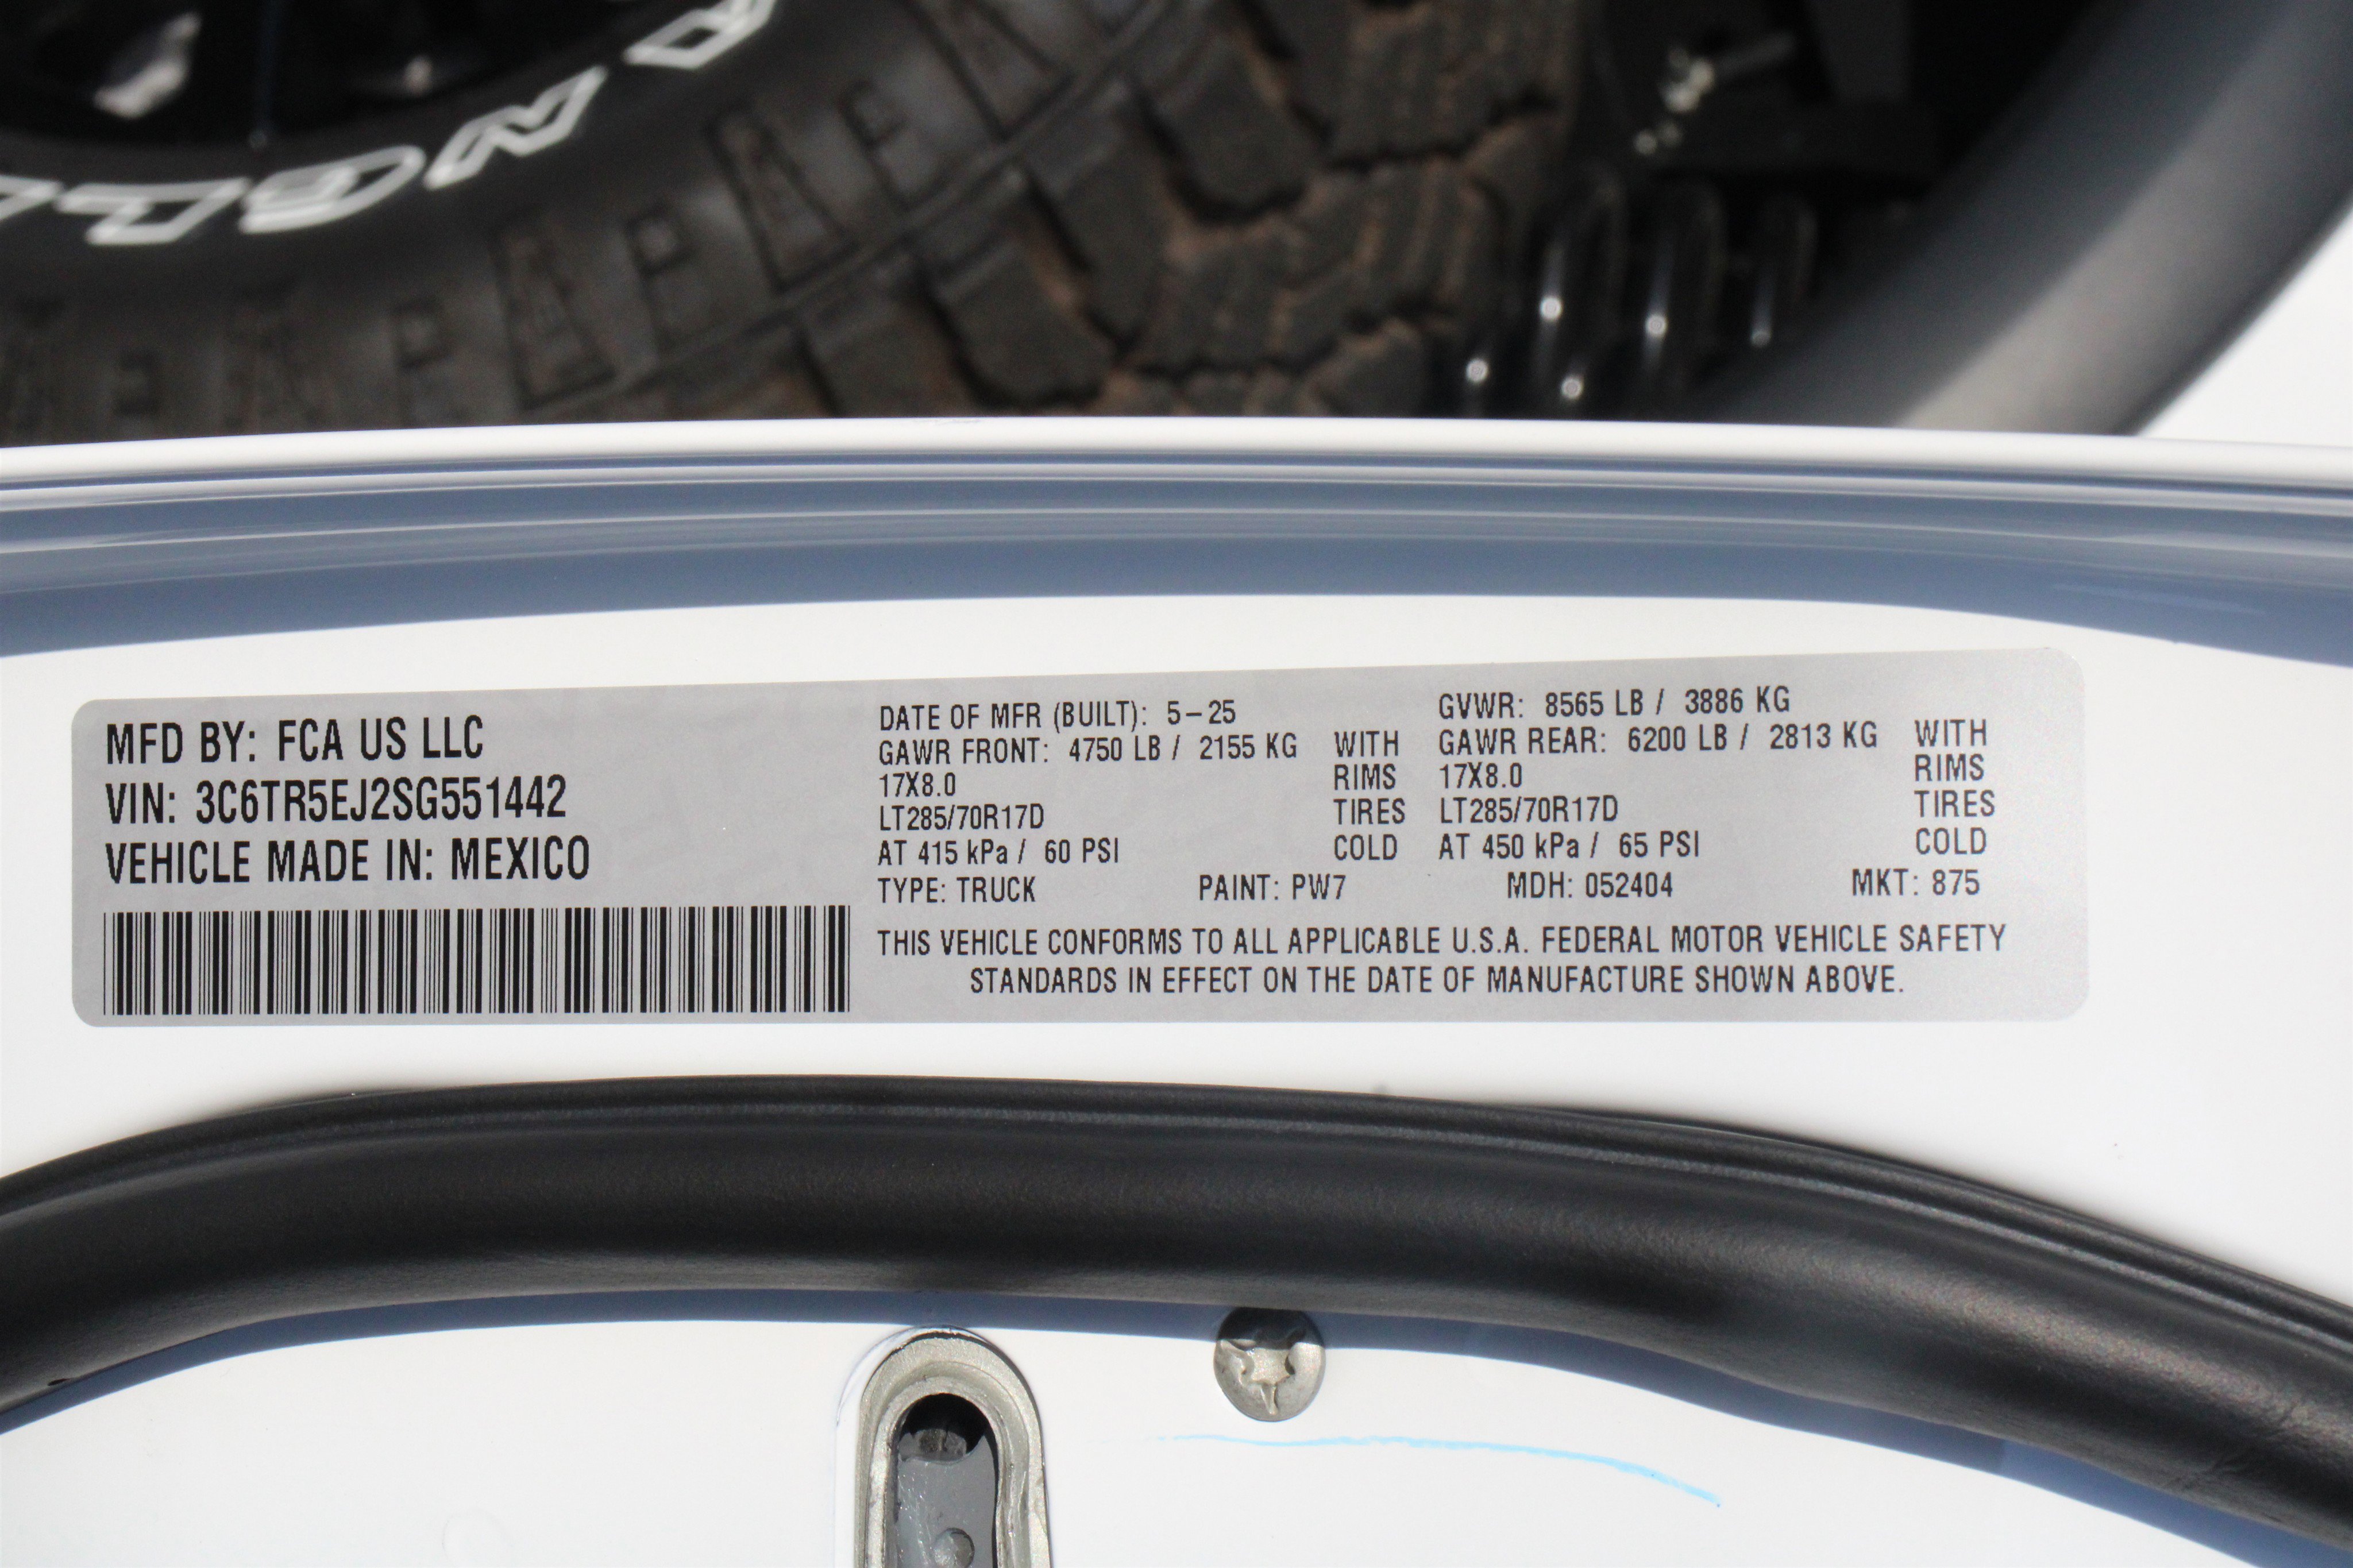 MFD BY: FCA US LLC
VIN: 3C6TR5EJ2SG551442
VEHICLE MADE IN: MEXICO
DATE OF MFR (BUILT): 5-25 GVWR: 8565 LB / 3886 KG
GAWR FRONT: 4750 LB / 2155 KG WITH GAWR REAR: 6200 LB / 2813 KG WITH
17X8.0 RIMS 17X8.0 RIMS
LT285/70R17D TIRES LT285/70R17D TIRES
AT 415 kPa / 60 PSI COLD AT 450 kPa / 65 PSI COLD
TYPE: TRUCK PAINT: PW7 MDH: 052404 MKT: 875
THIS VEHICLE CONFORMS TO ALL APPLICABLE U.S.A. FEDERAL MOTOR VEHICLE SAFETY
STANDARDS IN EFFECT ON THE DATE OF MANUFACTURE SHOWN ABOVE.